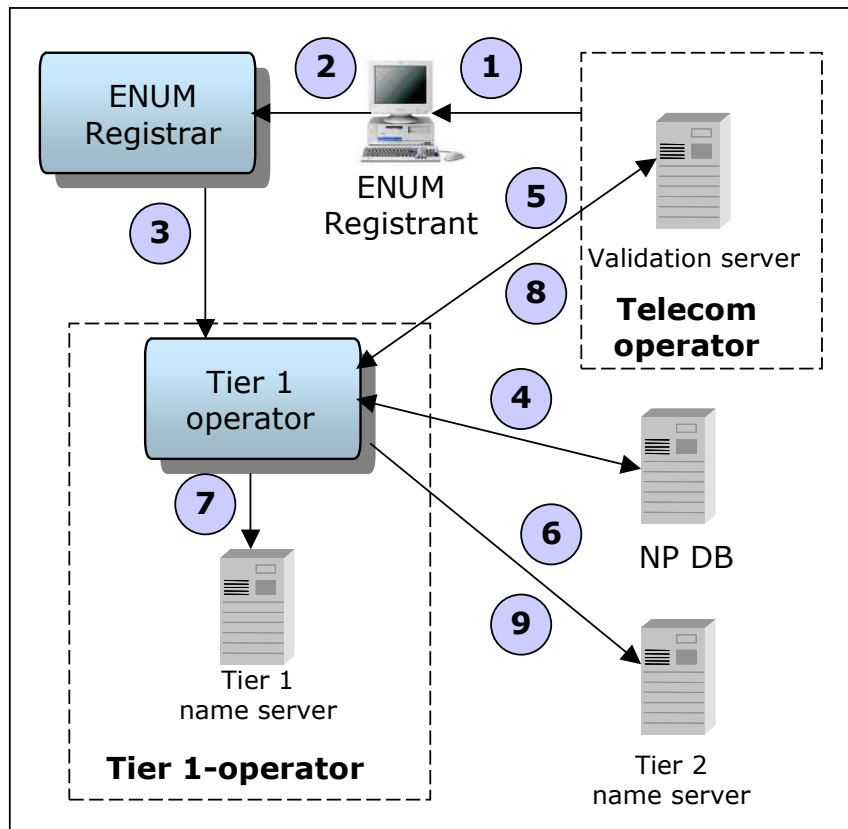 2
1
ENUM
Registrar
ENUM
Registrant
3
5
8
Validation server
Telecom
operator
Tier 1
operator
4
7
6
NP DB
9
Tier 1
name server
Tier 1-operator
Tier 2
name server